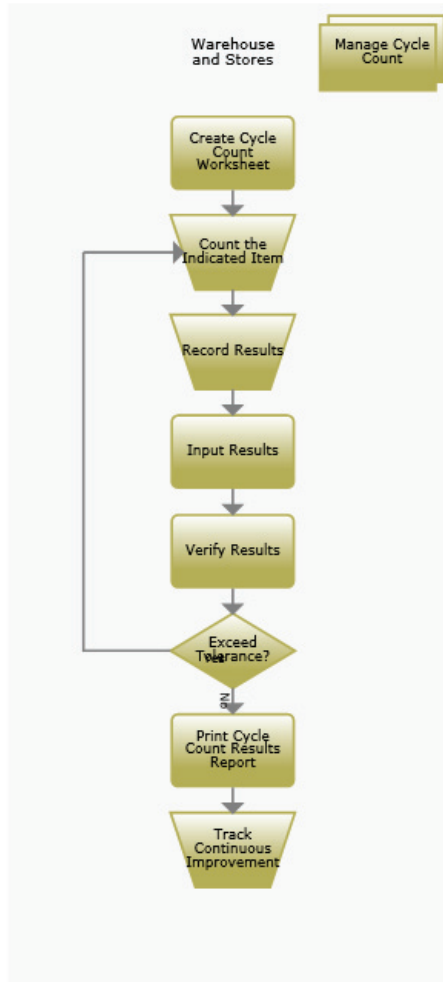 Warehouse
and Stores
Manage Cycle
Count
Create Cycle
Count
Worksheet
Count the
Indicated Item
Record Results
Input Results
Verify Results
Exceed
Tolerance?
Yes
No
Print Cycle
Count Results
Report
Track
Continuous
Improvement